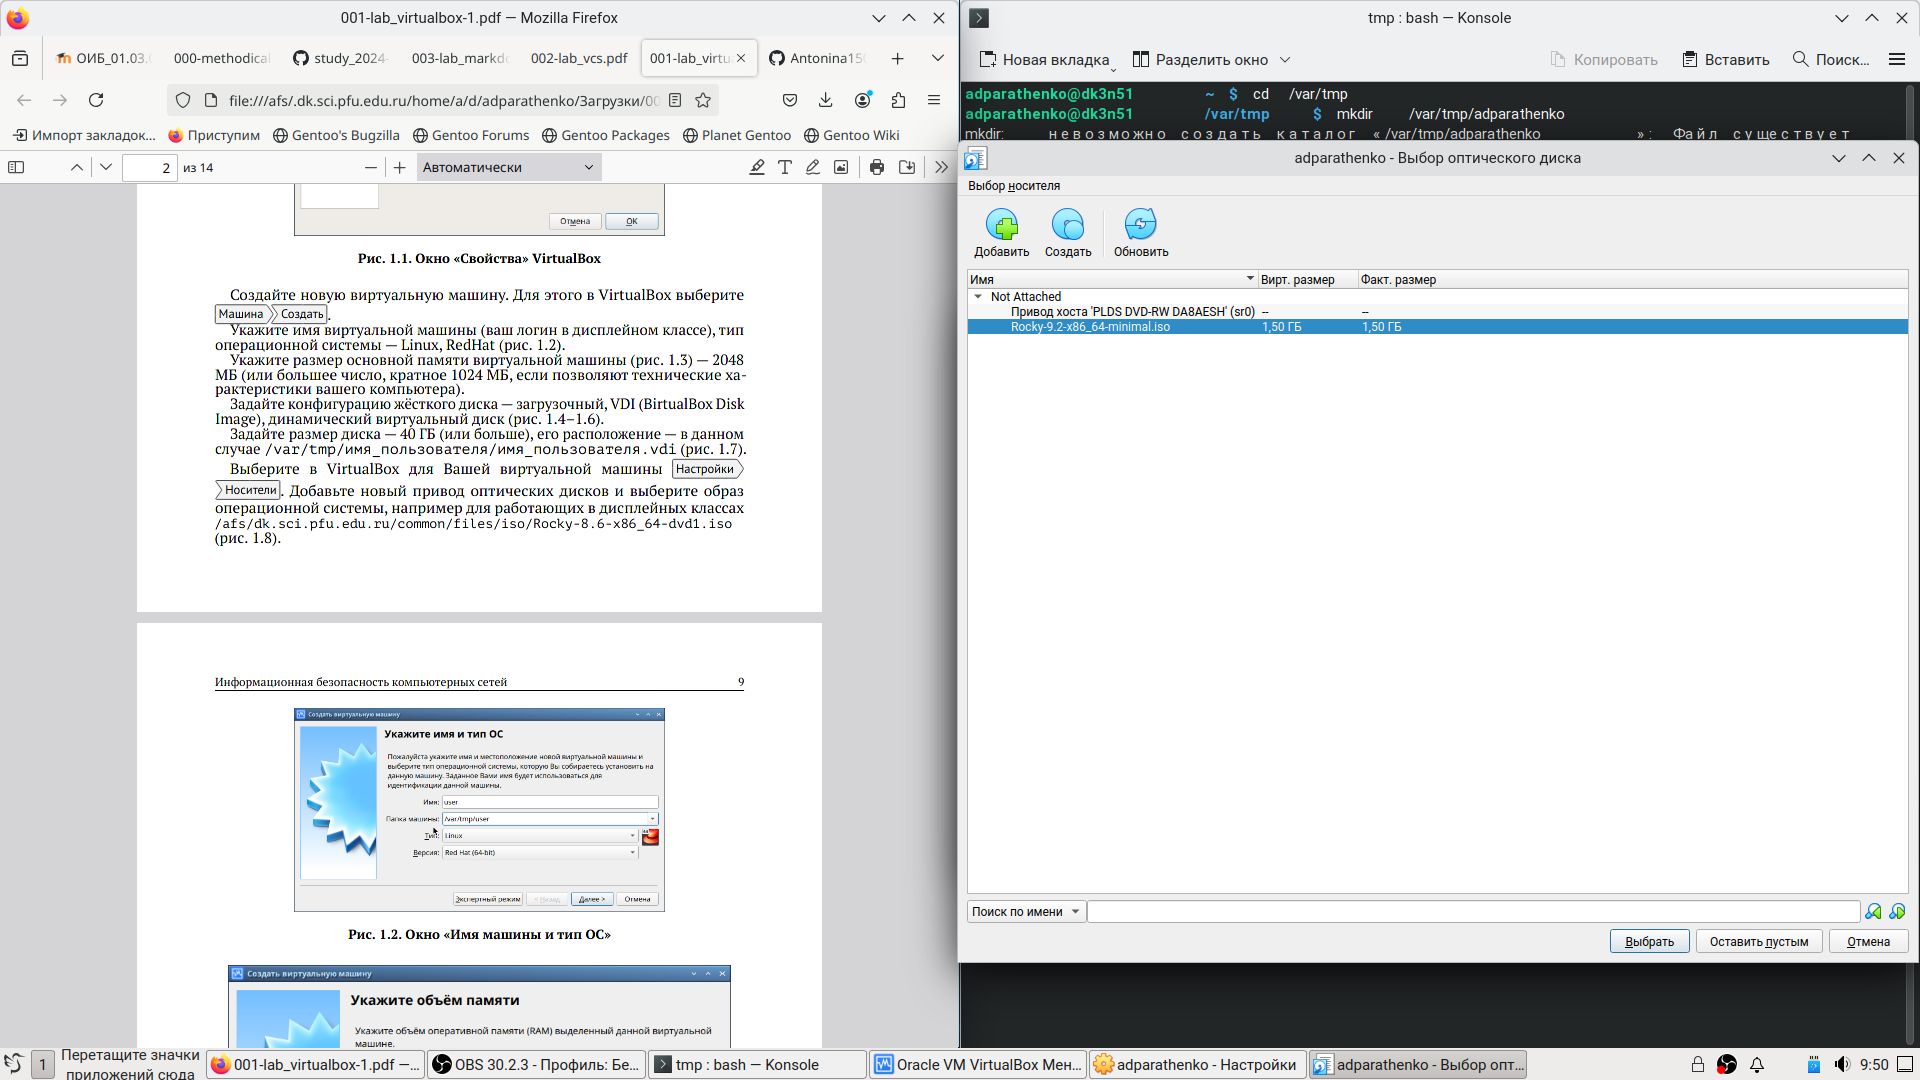 001-lab_virtualbox-1.pdf — Mozilla Firefox
ОИБ_01.03.
000-methodical
study_2024-
003-lab_markdo
002-lab_vcs.pdf
001-lab_virtu
Antonina150
file:///afs/.dk.sci.pfu.edu.ru/home/a/d/adparathenko/Загрузки/00
Импорт закладок...
Приступим
Gentoo's Bugzilla
Gentoo Forums
Gentoo Packages
Planet Gentoo
Gentoo Wiki
2
из 14
Автоматически
Отмена
OK
Рис. 1.1. Окно «Свойства» VirtualBox
Создайте новую виртуальную машину. Для этого в VirtualBox выберите
Машина Создать .
Укажите имя виртуальной машины (ваш логин в дисплейном классе), тип
операционной системы — Linux, RedHat (рис. 1.2).
Укажите размер основной памяти виртуальной машины (рис. 1.3) — 2048
МБ (или большее число, кратное 1024 МБ, если позволяют технические ха-
рактеристики вашего компьютера).
Задайте конфигурацию жёсткого диска — загрузочный, VDI (BirtualBox Disk
Image), динамический виртуальный диск (рис. 1.4–1.6).
Задайте размер диска — 40 ГБ (или больше), его расположение — в данном
случае /var/tmp/имя_пользователя/имя_пользователя.vdi (рис. 1.7).
Выберите в VirtualBox для Вашей виртуальной машины Настройки
Носители . Добавьте новый привод оптических дисков и выберите образ
операционной системы, например для работающих в дисплейных классах
/afs/dk.sci.pfu.edu.ru/common/files/iso/Rocky-8.6-x86_64-dvd1.iso
(рис. 1.8).
Информационная безопасность компьютерных сетей 9
Создать виртуальную машину
Укажите имя и тип ОС
Пожалуйста укажите имя и местоположение новой виртуальной машины и
выберите тип операционной системы, которую Вы собираетесь установить на
данную машину. Заданное Вами имя будет использоваться для
идентификации данной машины.
Имя: user
Папка машины: /var/tmp/user
Тип: Linux
Версия: Red Hat (64-bit)
Экспертный режим
< Назад
Далее >
Отмена
Рис. 1.2. Окно «Имя машины и тип ОС»
Создать виртуальную машину
Укажите объём памяти
Укажите объём оперативной памяти (RAM) выделенный данной виртуальной
машине.
tmp : bash — Konsole
Новая вкладка
Разделить окно
Копировать
Вставить
Поиск...
adparathenko@dk3n51 ~ $ cd /var/tmp
adparathenko@dk3n51 /var/tmp $ mkdir /var/tmp/adparathenko
mkdir: невозможно создать каталог «/var/tmp/adparathenko»: Файл существует
adparathenko - Выбор оптического диска
Выбор носителя
Добавить
Создать
Обновить
Имя Вирт. размер Факт. размер
Not Attached
Привод хоста 'PLDS DVD-RW DA8AESH' (sr0) -- --
Rocky-9.2-x86_64-minimal.iso 1,50 ГБ 1,50 ГБ
Поиск по имени
Выбрать
Оставить пустым
Отмена
1
Перетащите значки
приложений сюда
001-lab_virtualbox-1.pdf —...
OBS 30.2.3 - Профиль: Бе...
tmp : bash — Konsole
Oracle VM VirtualBox Мен...
adparathenko - Настройки
adparathenko - Выбор опт...
9:50